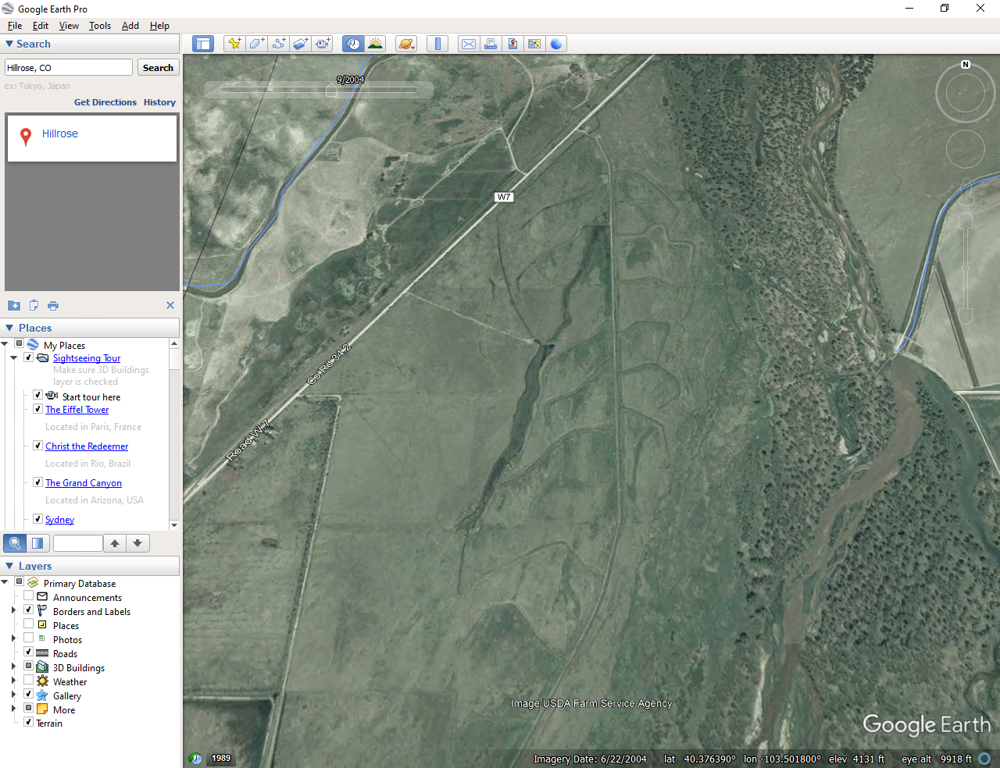 Google Earth Pro
File Edit View Tools Add Help
Search
Hillrose, CO
Search
ex: Tokyo, Japan
Get Directions History
Hillrose
Places
My Places
Sightseeing Tour
Make sure 3D Buildings
layer is checked
Start tour here
The Eiffel Tower
Located in Paris, France
Christ the Redeemer
Located in Rio, Brazil
The Grand Canyon
Located in Arizona, USA
Sydney
Layers
Primary Database
Announcements
Borders and Labels
Places
Photos
Roads
3D Buildings
Weather
Gallery
More
Terrain
9/2004
N
W7
Co Rd 34.2
Road W.7
Image USDA Farm Service Agency
Google Earth
1989
Imagery Date: 6/22/2004 lat 40.376390° lon -103.501800° elev 4131 ft eye alt 9918 ft